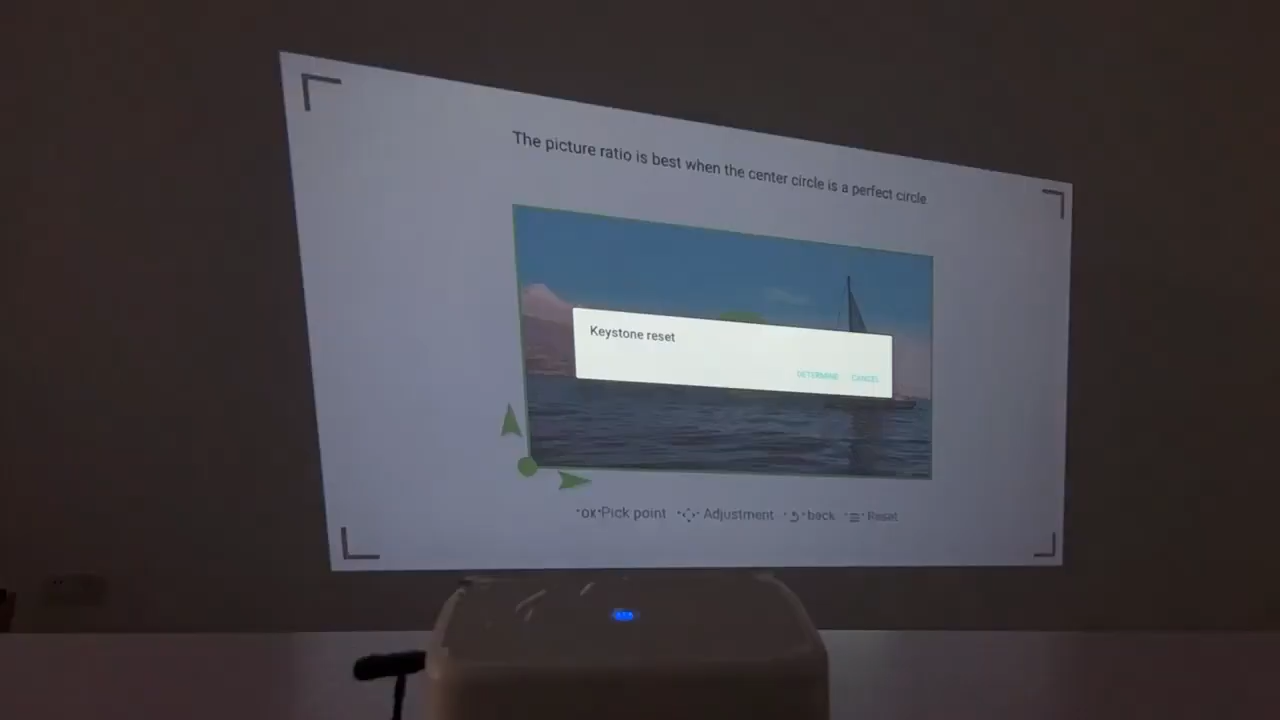 The picture ratio is best when the center circle is a perfect circle
Keystone reset
DETERMINE CANCEL
OK Pick point Adjustment back Reset